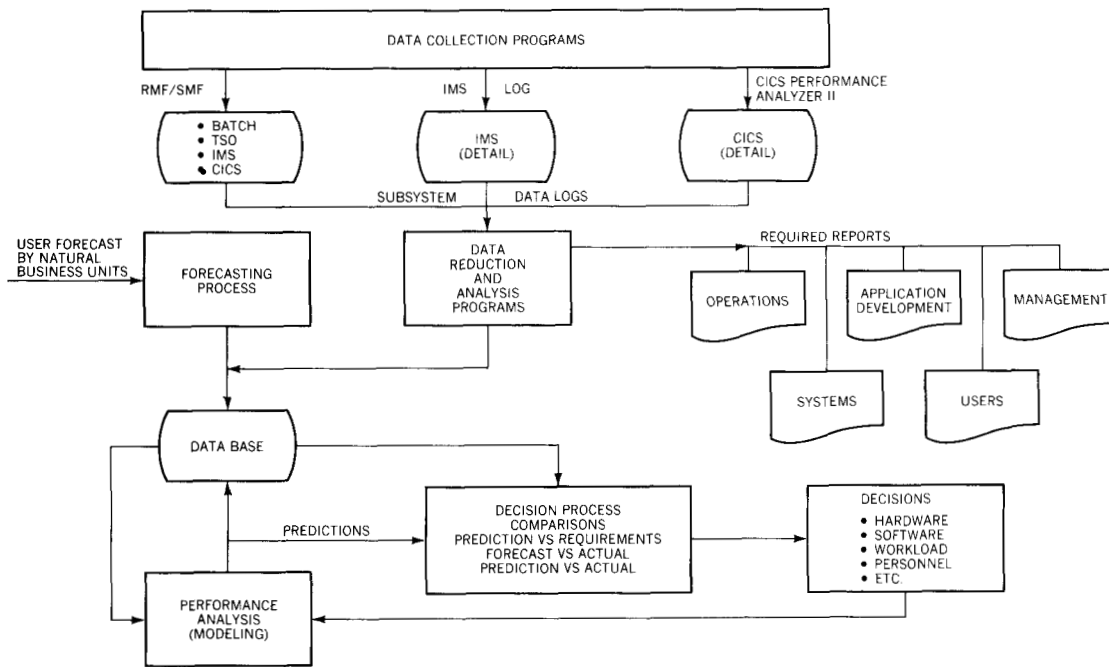 DATA COLLECTION PROGRAMS
RMF/SMF
IMS LOG
CICS PERFORMANCE
ANALYZER II
• BATCH
• TSO
• IMS
• CICS
IMS
(DETAIL)
CICS
(DETAIL)
SUBSYSTEM DATA LOGS
USER FORECAST
BY NATURAL
BUSINESS UNITS
FORECASTING
PROCESS
DATA
REDUCTION
AND
ANALYSIS
PROGRAMS
REQUIRED REPORTS
OPERATIONS
APPLICATION
DEVELOPMENT
MANAGEMENT
SYSTEMS
USERS
DATA BASE
PREDICTIONS
DECISION PROCESS
COMPARISONS
PREDICTION VS REQUIREMENTS
FORECAST VS ACTUAL
PREDICTION VS ACTUAL
DECISIONS
• HARDWARE
• SOFTWARE
• WORKLOAD
• PERSONNEL
• ETC.
PERFORMANCE
ANALYSIS
(MODELING)